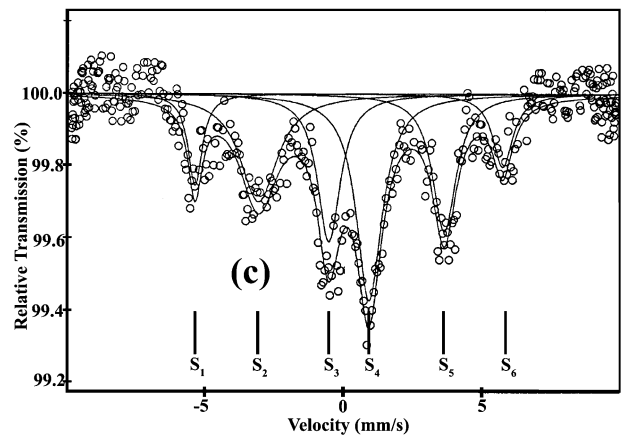 Relative Transmission (%)
100.0
99.8
99.6
99.4
99.2
(c)
S1 S2 S3 S4 S5 S6
-5 0 5
Velocity (mm/s)